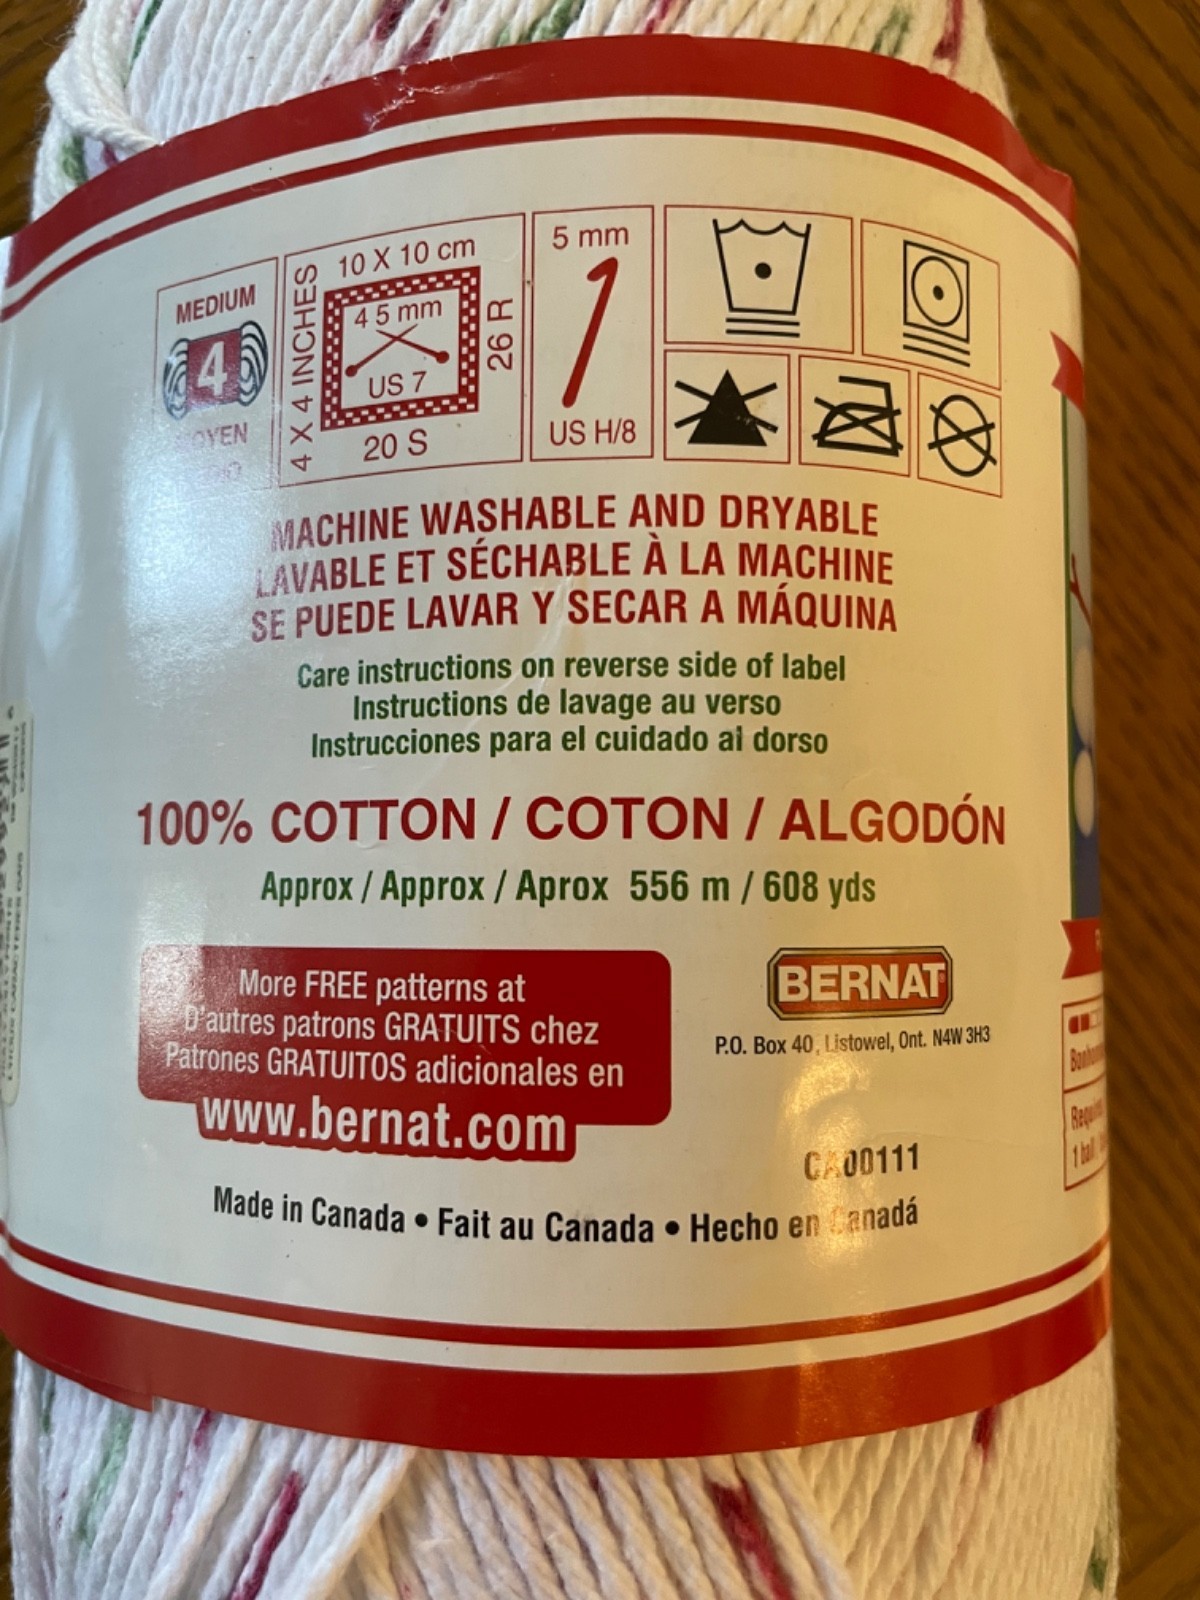 MEDIUM
4
4 X 4 INCHES
10 X 10 cm
4 5 mm
US 7
26 R
20 S
5 mm
US H/8
MACHINE WASHABLE AND DRYABLE
LAVABLE ET SÉCHABLE À LA MACHINE
SE PUEDE LAVAR Y SECAR A MÁQUINA
Care instructions on reverse side of label
Instructions de lavage au verso
Instrucciones para el cuidado al dorso
100% COTTON / COTON / ALGODÓN
Approx / Approx / Aprox 556 m / 608 yds
More FREE patterns at
D'autres patrons GRATUITS chez
Patrones GRATUITOS adicionales en
www.bernat.com
BERNAT
P.O. Box 40, Listowel, Ont. N4W 3H3
CA00111
Made in Canada • Fait au Canada • Hecho en Canadá
1 ball